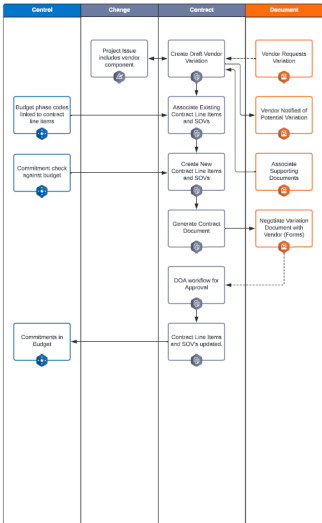 Control
Change
Contract
Document
Project Issue
includes vendor
component
Create Draft Vendor
Variation
Vendor Requests
Variation
Budget phase codes
linked to contract
line items
Associate Existing
Contract Line Items
and SOVs
Vendor Notified of
Potential Variation
Commitment check
against budget
Create New
Contract Line Items
and SOVs
Associate
Supporting
Documents
Generate Contract
Document
Negotiate Variation
Document with
Vendor (Forms)
DOA workflow for
Approval
Commitments in
Budget
Contract Line Items
and SOV's updated.